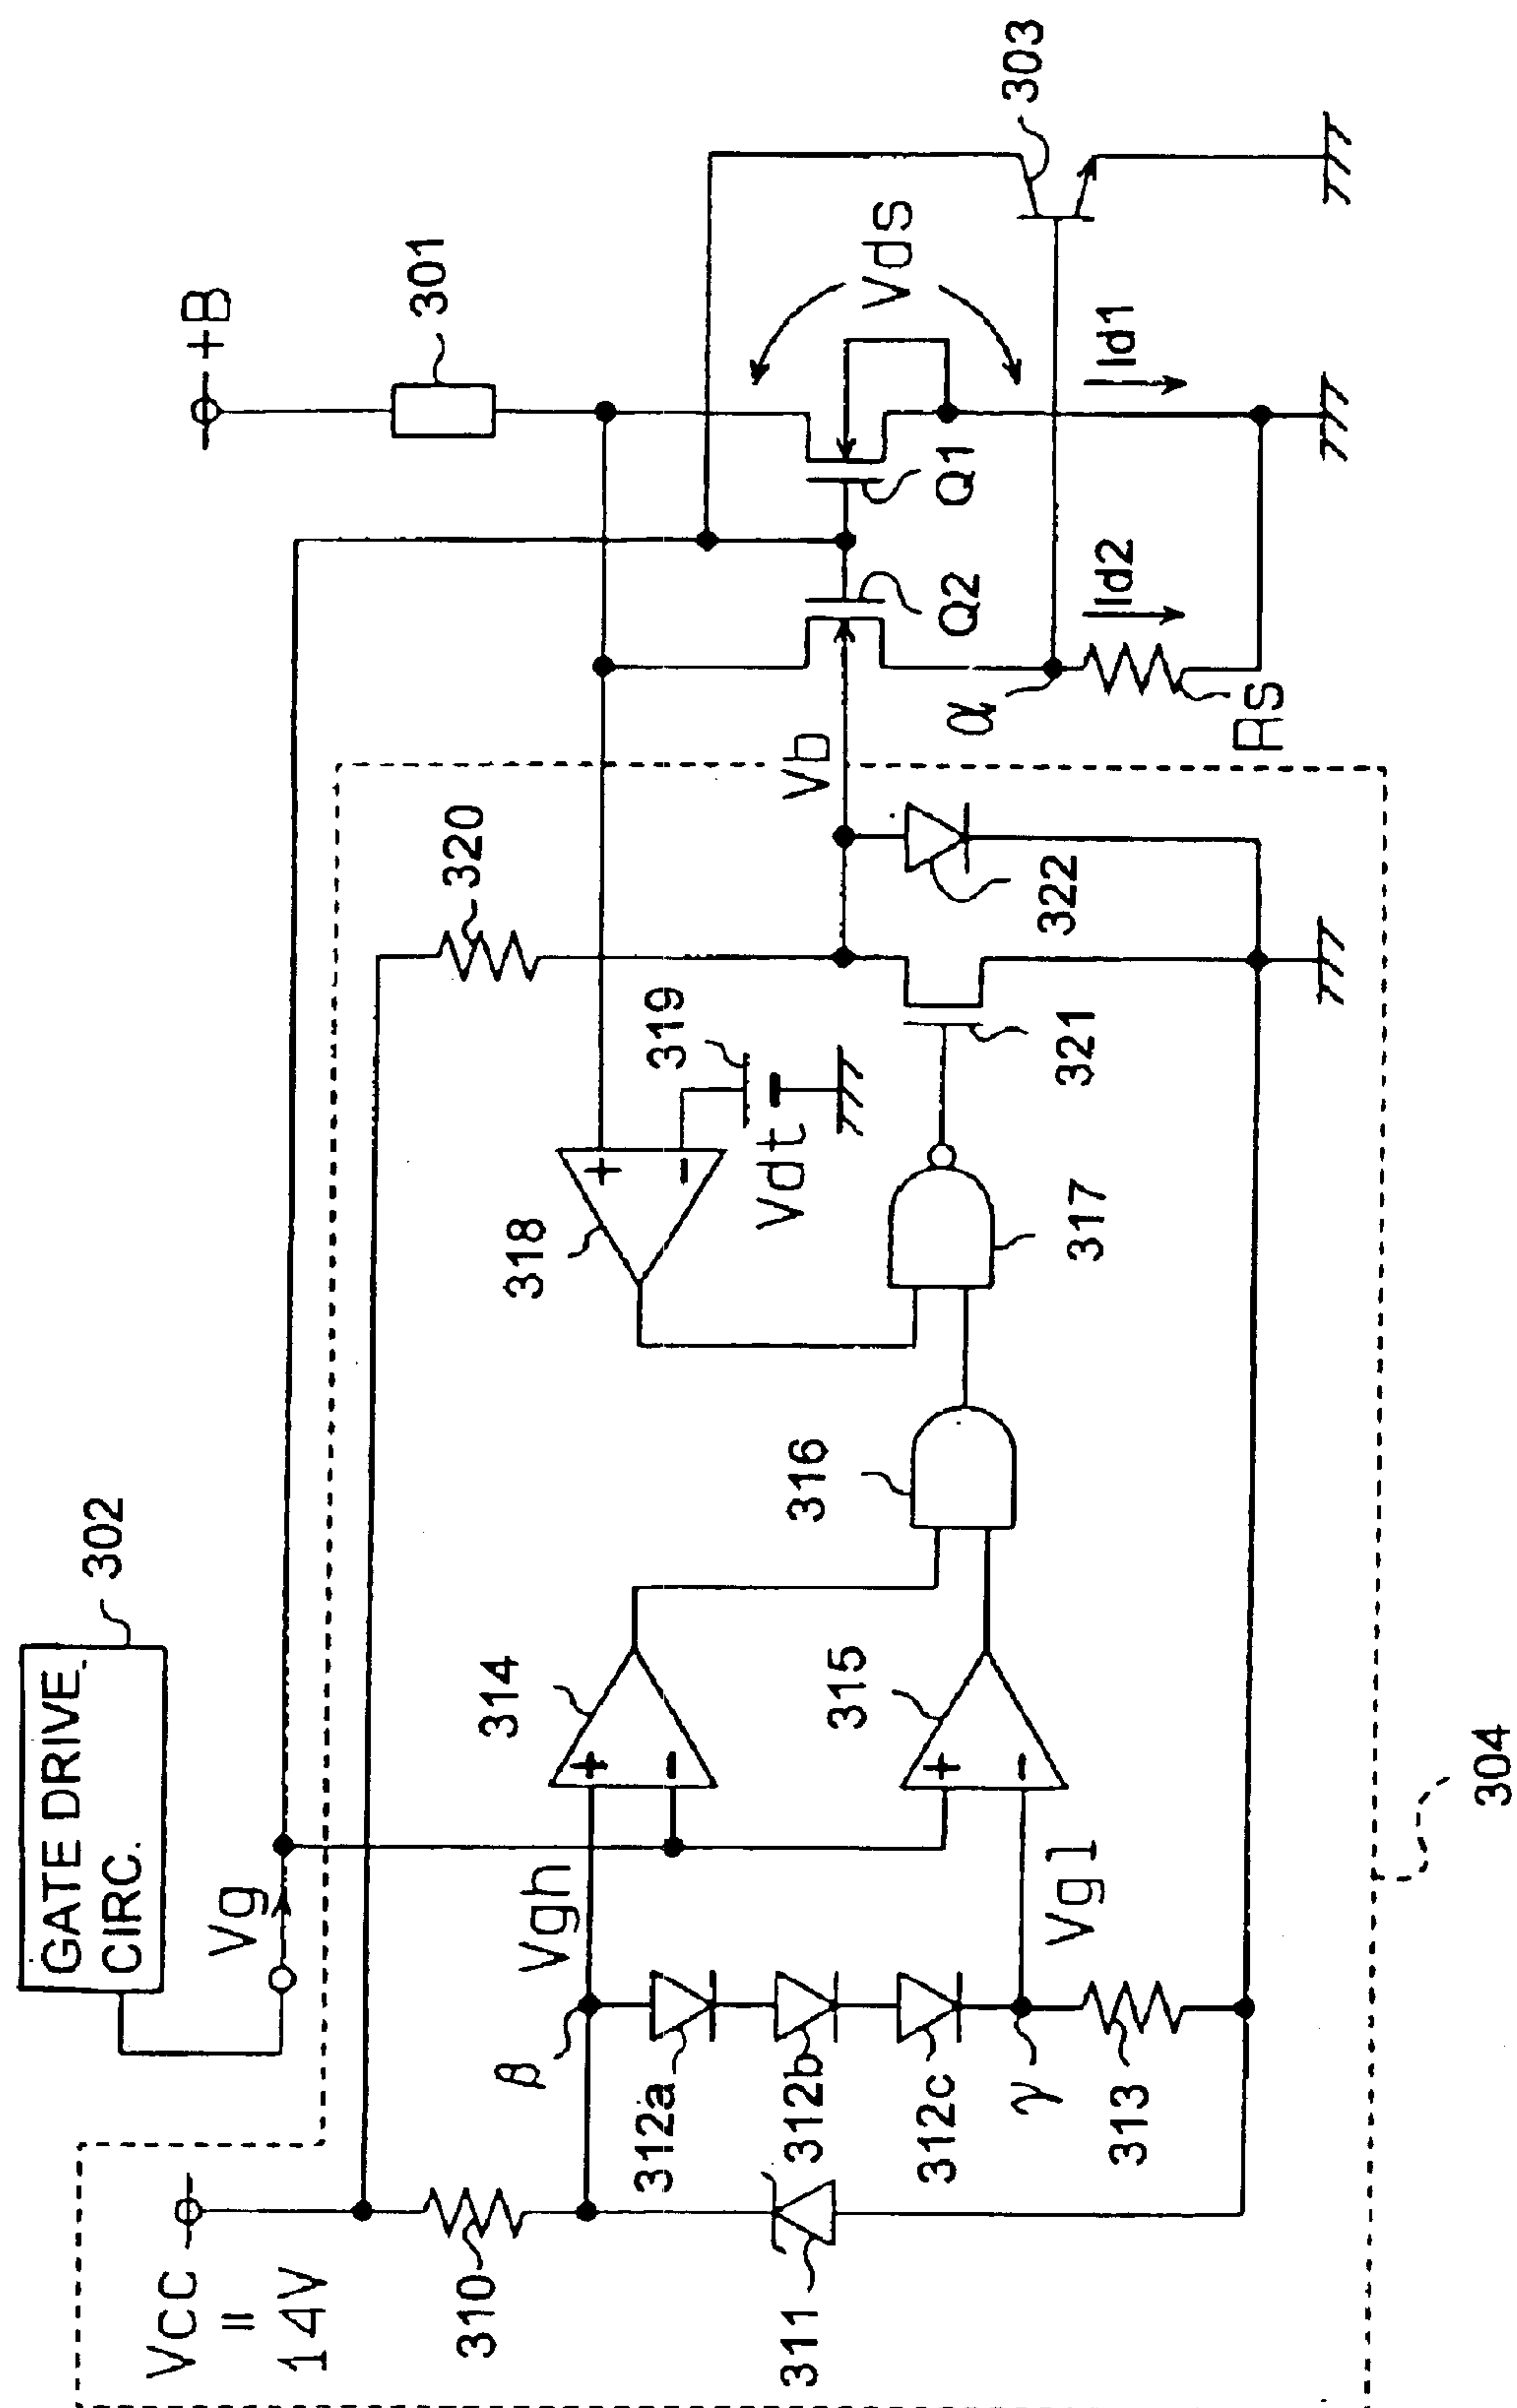 GATE DRIVE
CIRC.
302
Vg
VCC
=
14V
+B
301
303
Vds
Q1
Q2
Id1
Id2
α
RS
Vb
320
322
321
319
Vdt
318
317
316
314
315
+
−
+
−
+
−
Vgh
Vgl
β
γ
312a
312b
312c
313
310
311
304